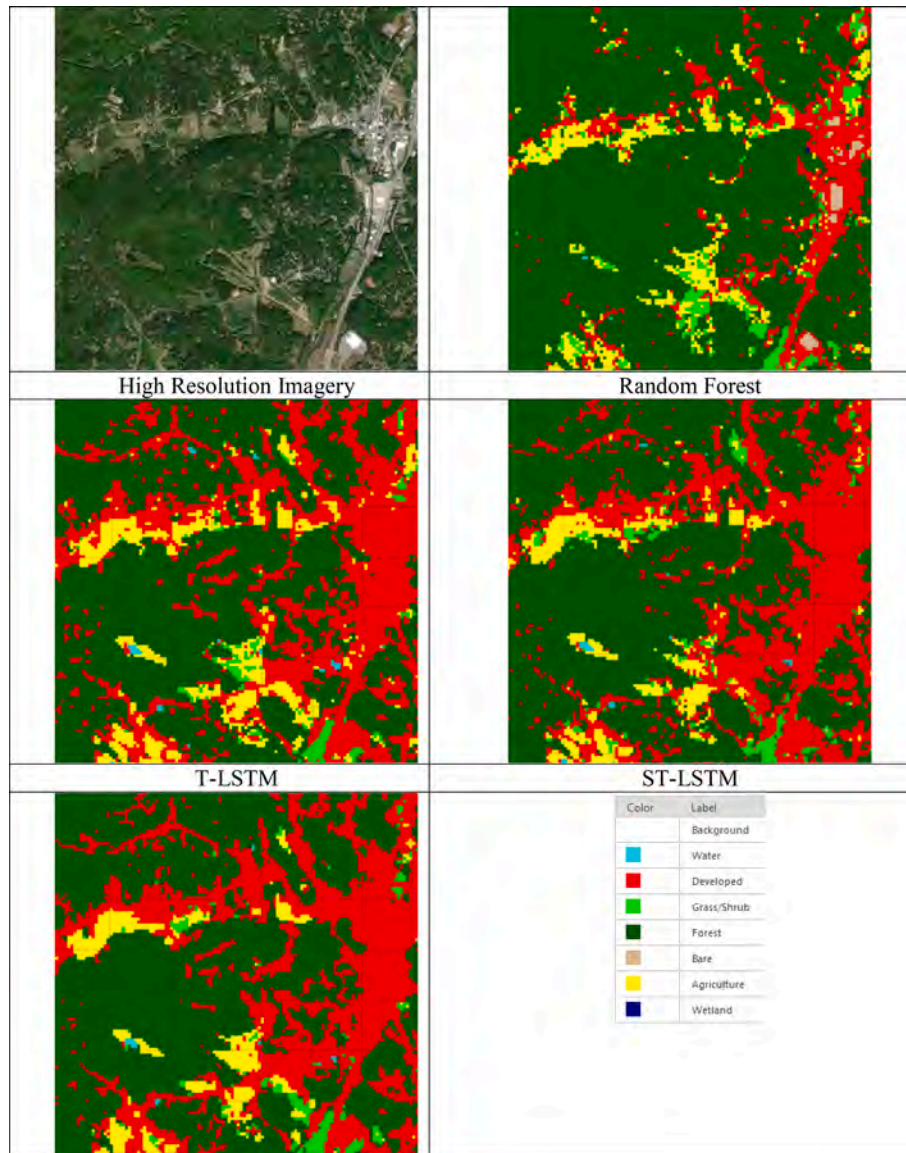 High Resolution Imagery
Random Forest
T-LSTM
ST-LSTM
Color Label
Background
Water
Developed
Grass/Shrub
Forest
Bare
Agriculture
Wetland